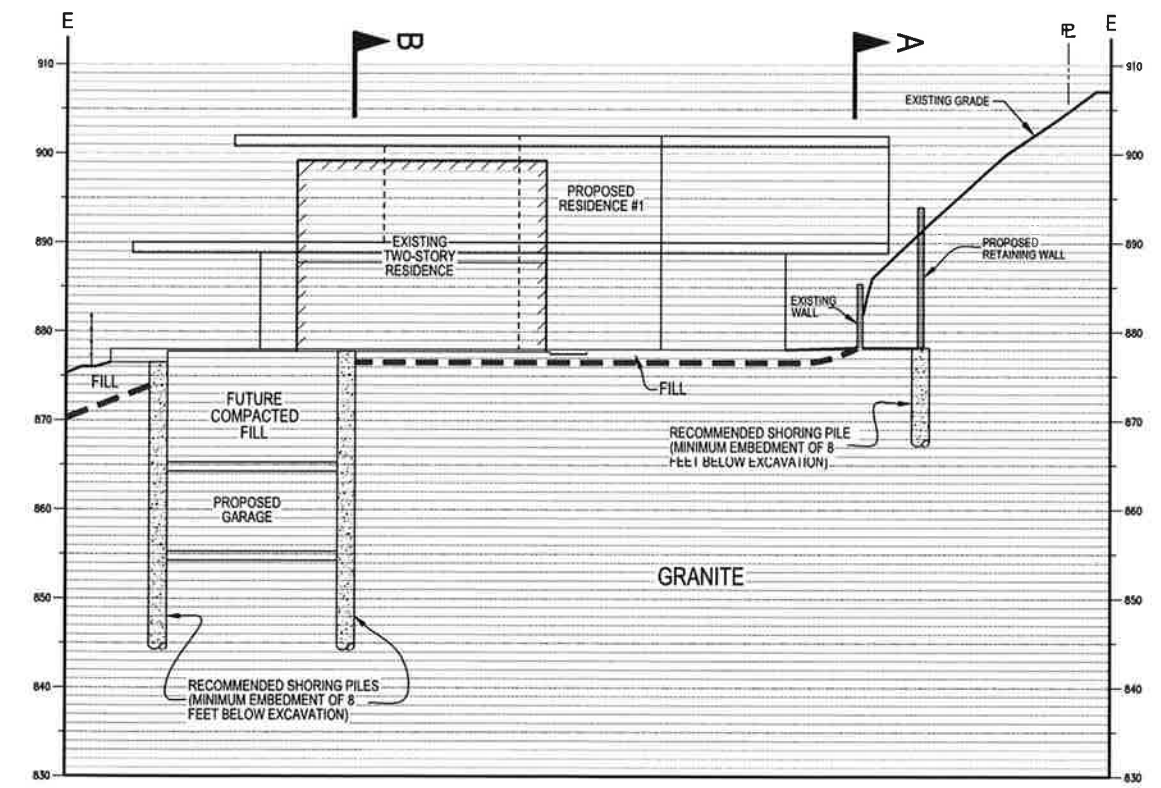 E
B
A
PL
E
910
910
EXISTING GRADE
900
900
PROPOSED
RESIDENCE #1
890
890
EXISTING
TWO-STORY
RESIDENCE
PROPOSED
RETAINING WALL
EXISTING
WALL
880
880
FILL
FILL
FUTURE
COMPACTED
FILL
870
870
RECOMMENDED SHORING PILE
(MINIMUM EMBEDMENT OF 8
FEET BELOW EXCAVATION)
PROPOSED
GARAGE
860
860
GRANITE
850
850
RECOMMENDED SHORING PILES
(MINIMUM EMBEDMENT OF 8
FEET BELOW EXCAVATION)
840
840
830
830